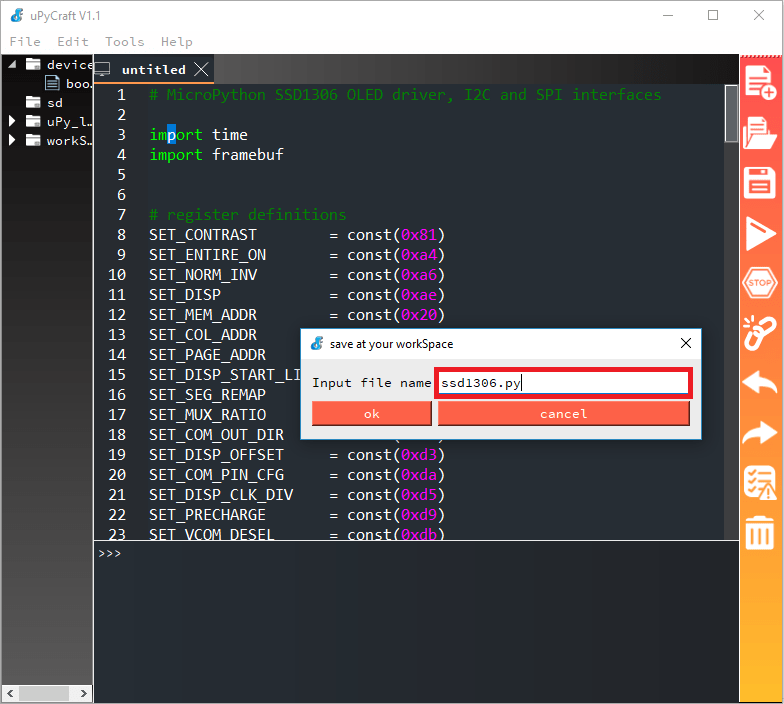 uPyCraft V1.1
File Edit Tools Help
device
boo..
sd
uPy_l..
workS..
untitled
1 # MicroPython SSD1306 OLED driver, I2C and SPI interfaces
2
3 import time
4 import framebuf
5
6
7 # register definitions
8 SET_CONTRAST = const(0x81)
9 SET_ENTIRE_ON = const(0xa4)
10 SET_NORM_INV = const(0xa6)
11 SET_DISP = const(0xae)
12 SET_MEM_ADDR = const(0x20)
13 SET_COL_ADDR
14 SET_PAGE_ADDR
15 SET_DISP_START_LI
16 SET_SEG_REMAP
17 SET_MUX_RATIO
18 SET_COM_OUT_DIR
19 SET_DISP_OFFSET = const(0xd3)
20 SET_COM_PIN_CFG = const(0xda)
21 SET_DISP_CLK_DIV = const(0xd5)
22 SET_PRECHARGE = const(0xd9)
23 SET_VCOM_DESEL = const(0xdb)
save at your workSpace
Input file name ssd1306.py
ok cancel
>>>
STOP